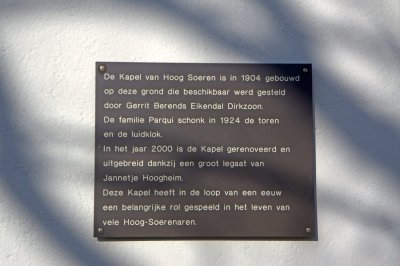 De Kapel van Hoog Soeren is in 1904 gebouwd
op deze grond die beschikbaar werd gesteld
door Gerrit Berends Eikendal Dirkzoon.
De familie Parqui schonk in 1924 de toren
en de luidklok.
In het jaar 2000 is de Kapel gerenoveerd en
uitgebreid dankzij een groot legaat van
Jannetje Hoogheim.
Deze Kapel heeft in de loop van een eeuw
een belangrijke rol gespeeld in het leven van
vele Hoog-Soerenaren.